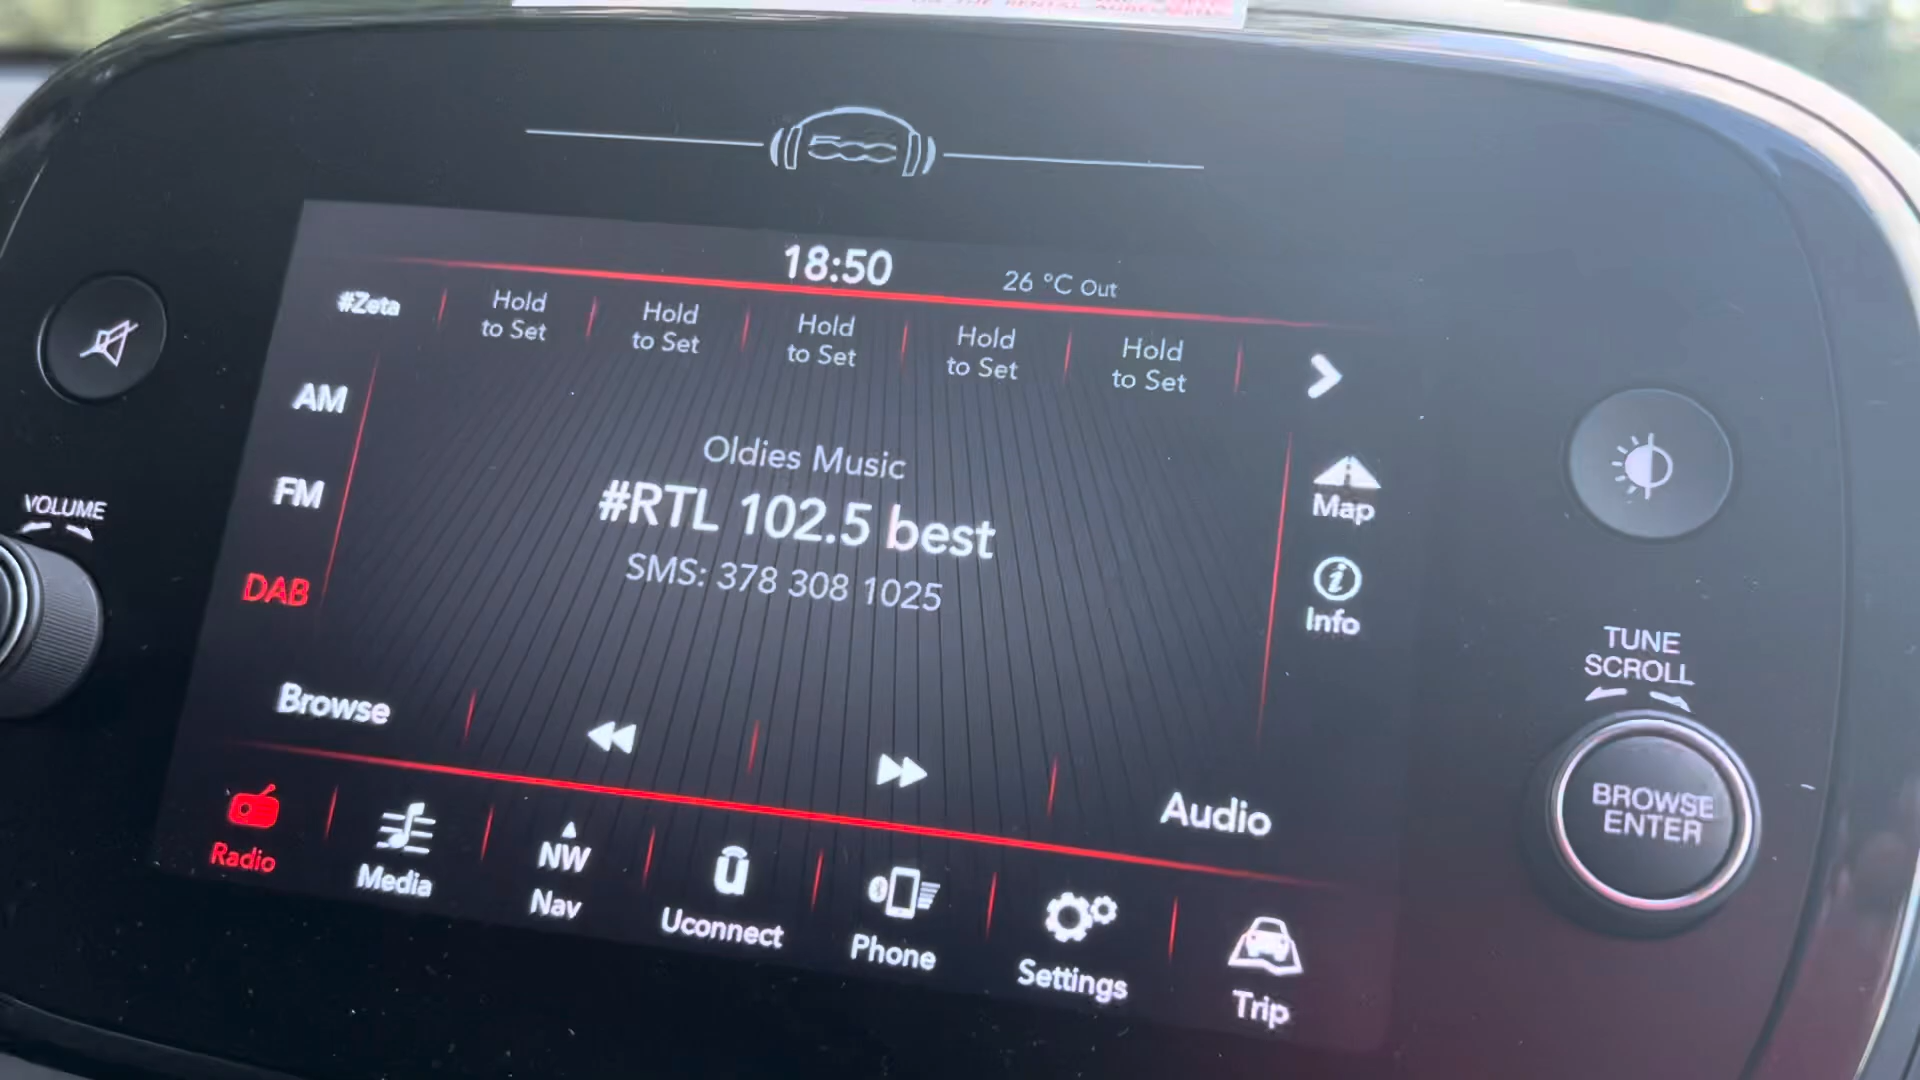 500
18:50
26 °C Out
#Zeta
Hold
to Set
Hold
to Set
Hold
to Set
Hold
to Set
Hold
to Set
AM
FM
DAB
VOLUME
Oldies Music
#RTL 102.5 best
SMS: 378 308 1025
Map
Info
TUNE
SCROLL
BROWSE
ENTER
Browse
Audio
Radio
Media
NW
Nav
Uconnect
Phone
Settings
Trip